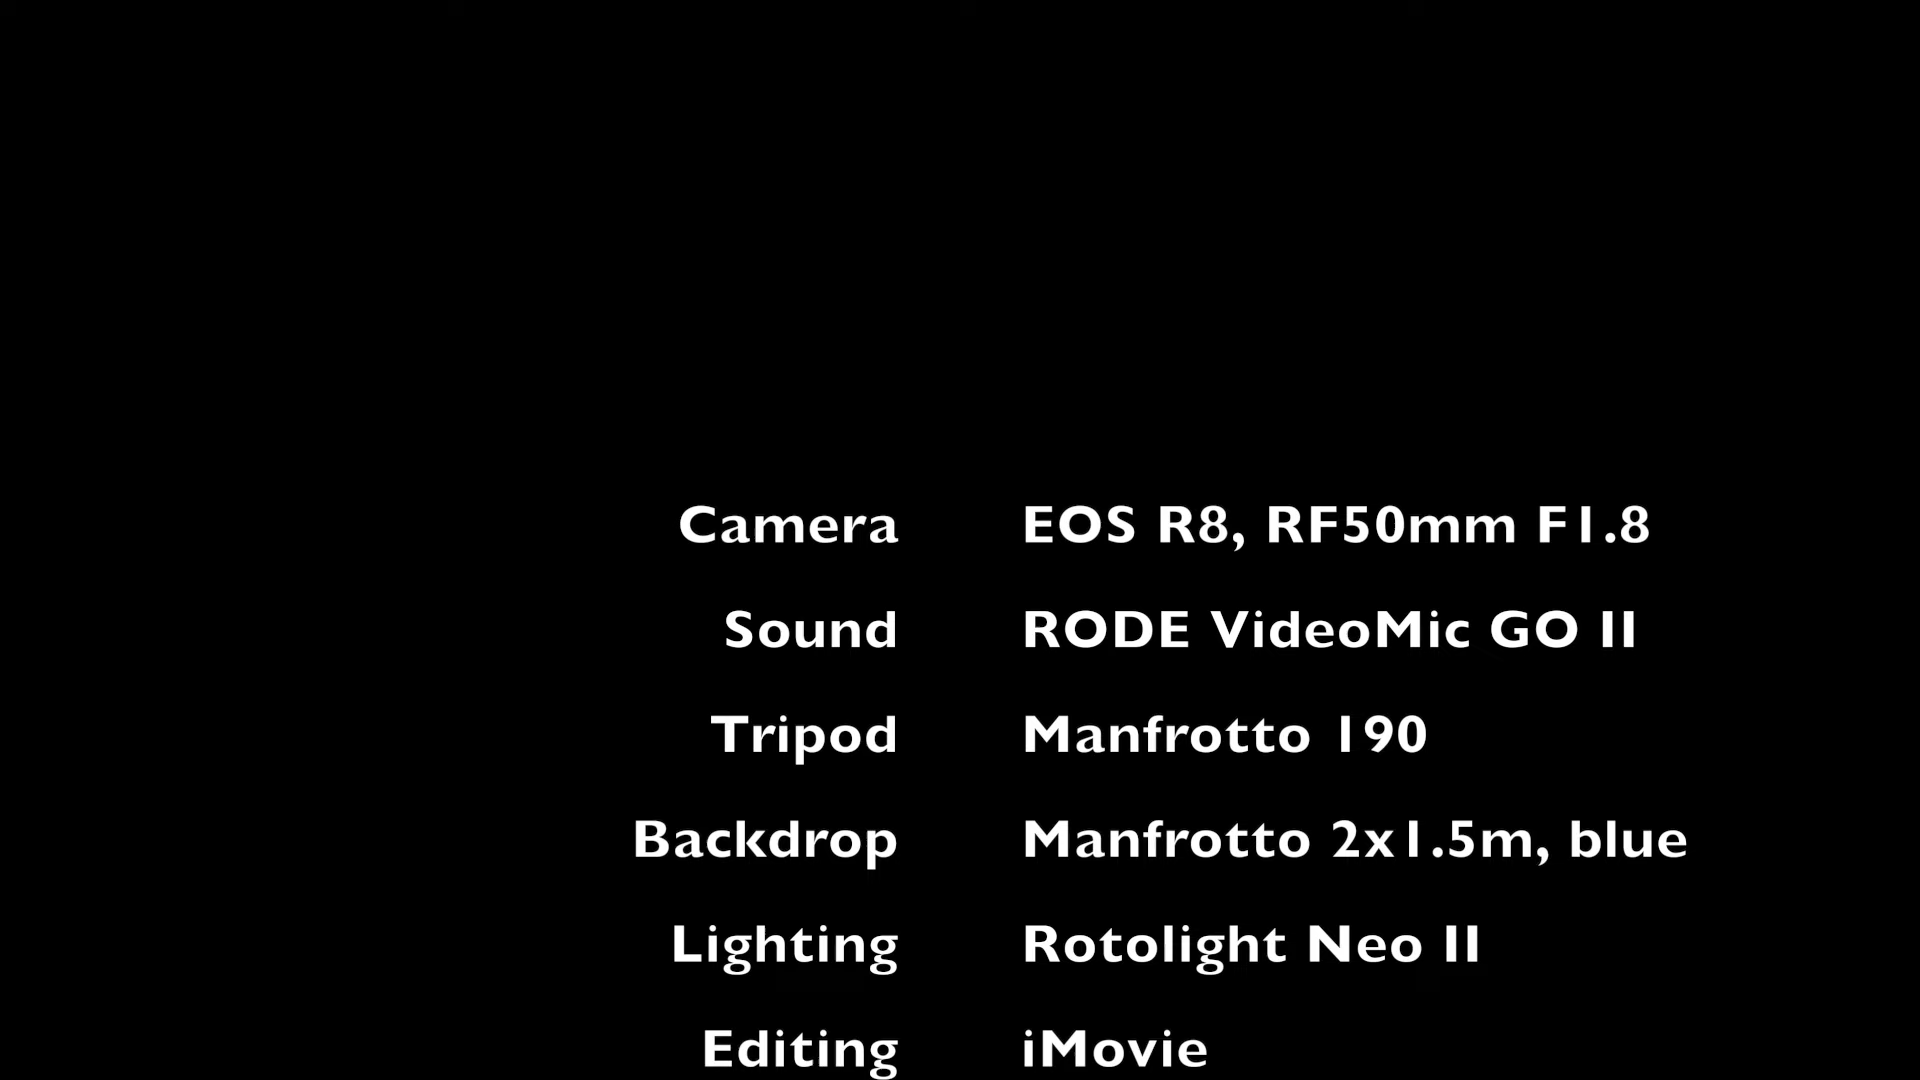 Camera EOS R8, RF50mm F1.8
Sound RODE VideoMic GO II
Tripod Manfrotto 190
Backdrop Manfrotto 2x1.5m, blue
Lighting Rotolight Neo II
Editing iMovie